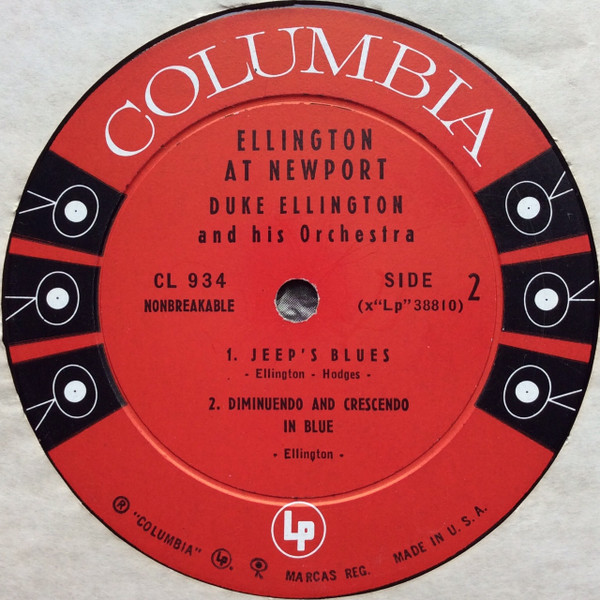 COLUMBIA
ELLINGTON
AT NEWPORT
DUKE ELLINGTON
and his Orchestra
CL 934
NONBREAKABLE
SIDE 2
(x"Lp" 38810)
1. JEEP'S BLUES
- Ellington - Hodges -
2. DIMINUENDO AND CRESCENDO
IN BLUE
- Ellington -
LP
® "COLUMBIA" LP ® MARCAS REG. MADE IN U.S.A.